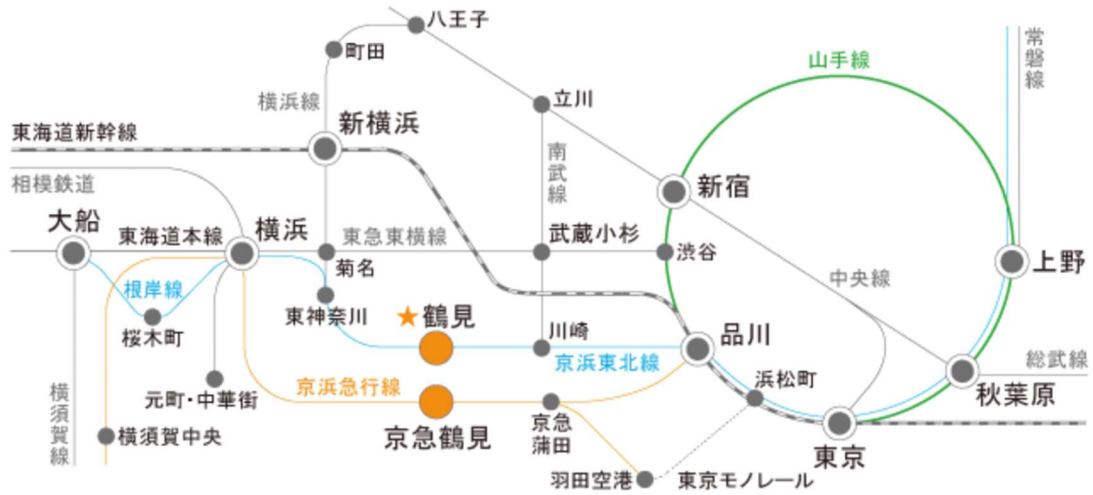 八王子
町田
山手線
常磐線
横浜線
立川
新横浜
東海道新幹線
南武線
相模鉄道
新宿
大船
東海道本線
横浜
東急東横線
武蔵小杉
渋谷
上野
菊名
中央線
根岸線
東神奈川
★鶴見
桜木町
川崎
品川
京浜東北線
総武線
浜松町
秋葉原
京浜急行線
元町・中華街
横須賀線
横須賀中央
京急鶴見
京急
蒲田
東京
羽田空港
東京モノレール